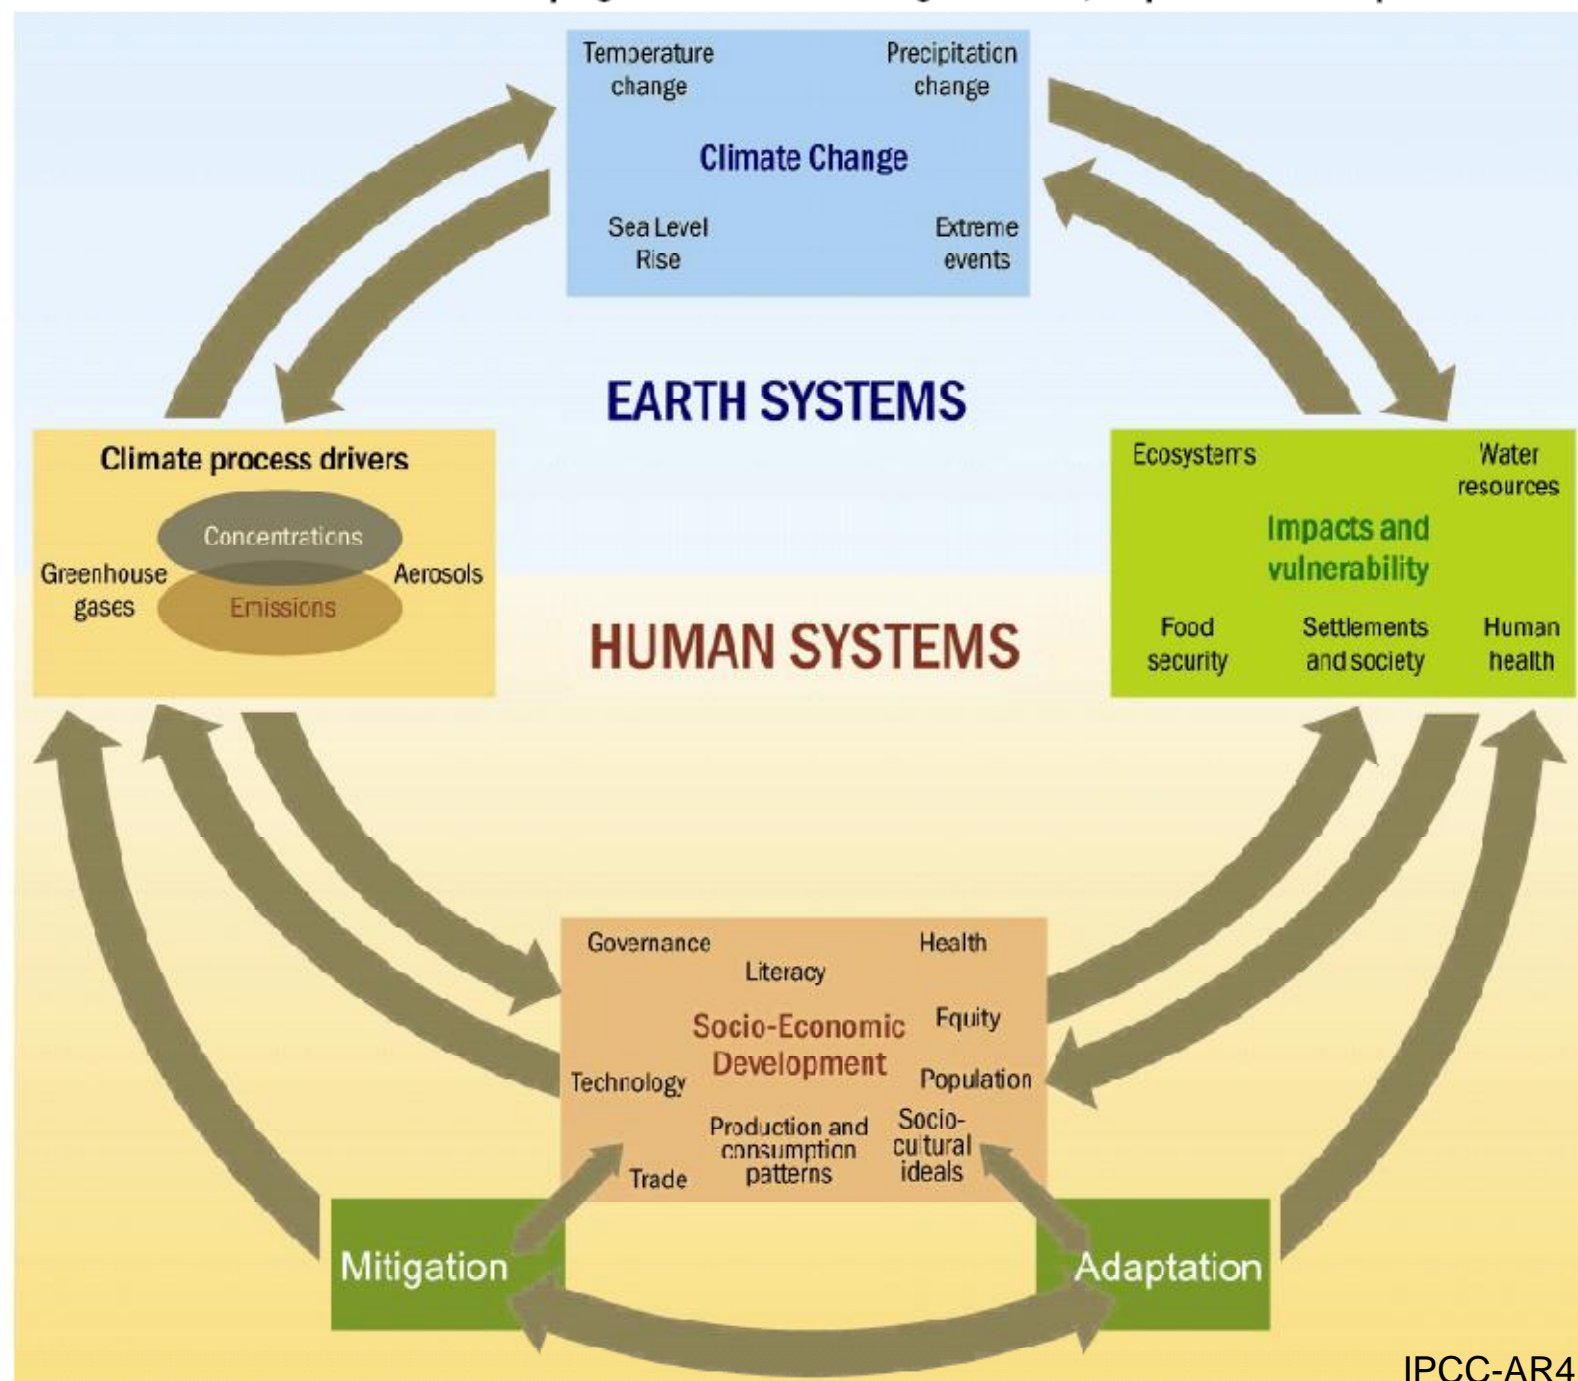 Temperature
change
Precipitation
change
Climate Change
Sea Level
Rise
Extreme
events
EARTH SYSTEMS
Climate process drivers
Concentrations
Greenhouse
gases
Aerosols
Emissions
Ecosystems
Water
resources
Impacts and
vulnerability
Food
security
Settlements
and society
Human
health
HUMAN SYSTEMS
Governance
Health
Literacy
Equity
Socio-Economic
Development
Technology
Population
Production and
consumption
patterns
Socio-
cultural
ideals
Trade
Mitigation
Adaptation
IPCC-AR4